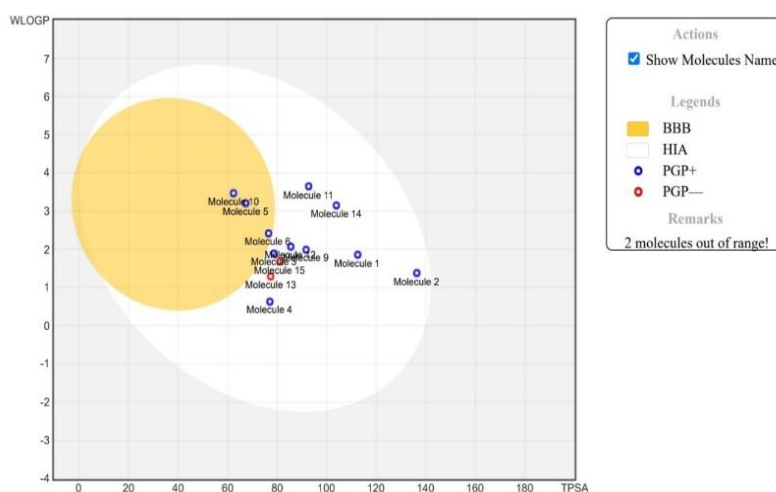 WLOGP
7
6
5
4
3
2
1
0
-1
-2
-3
-4
0 20 40 60 80 100 120 140 160 180 TPSA
Molecule 10
Molecule 5
Molecule 11
Molecule 14
Molecule 6
Molecule 1
Molecule 15
Molecule 13
Molecule 2
Molecule 4
Actions
Show Molecules Name
Legends
BBB
HIA
PGP+
PGP—
Remarks
2 molecules out of range!